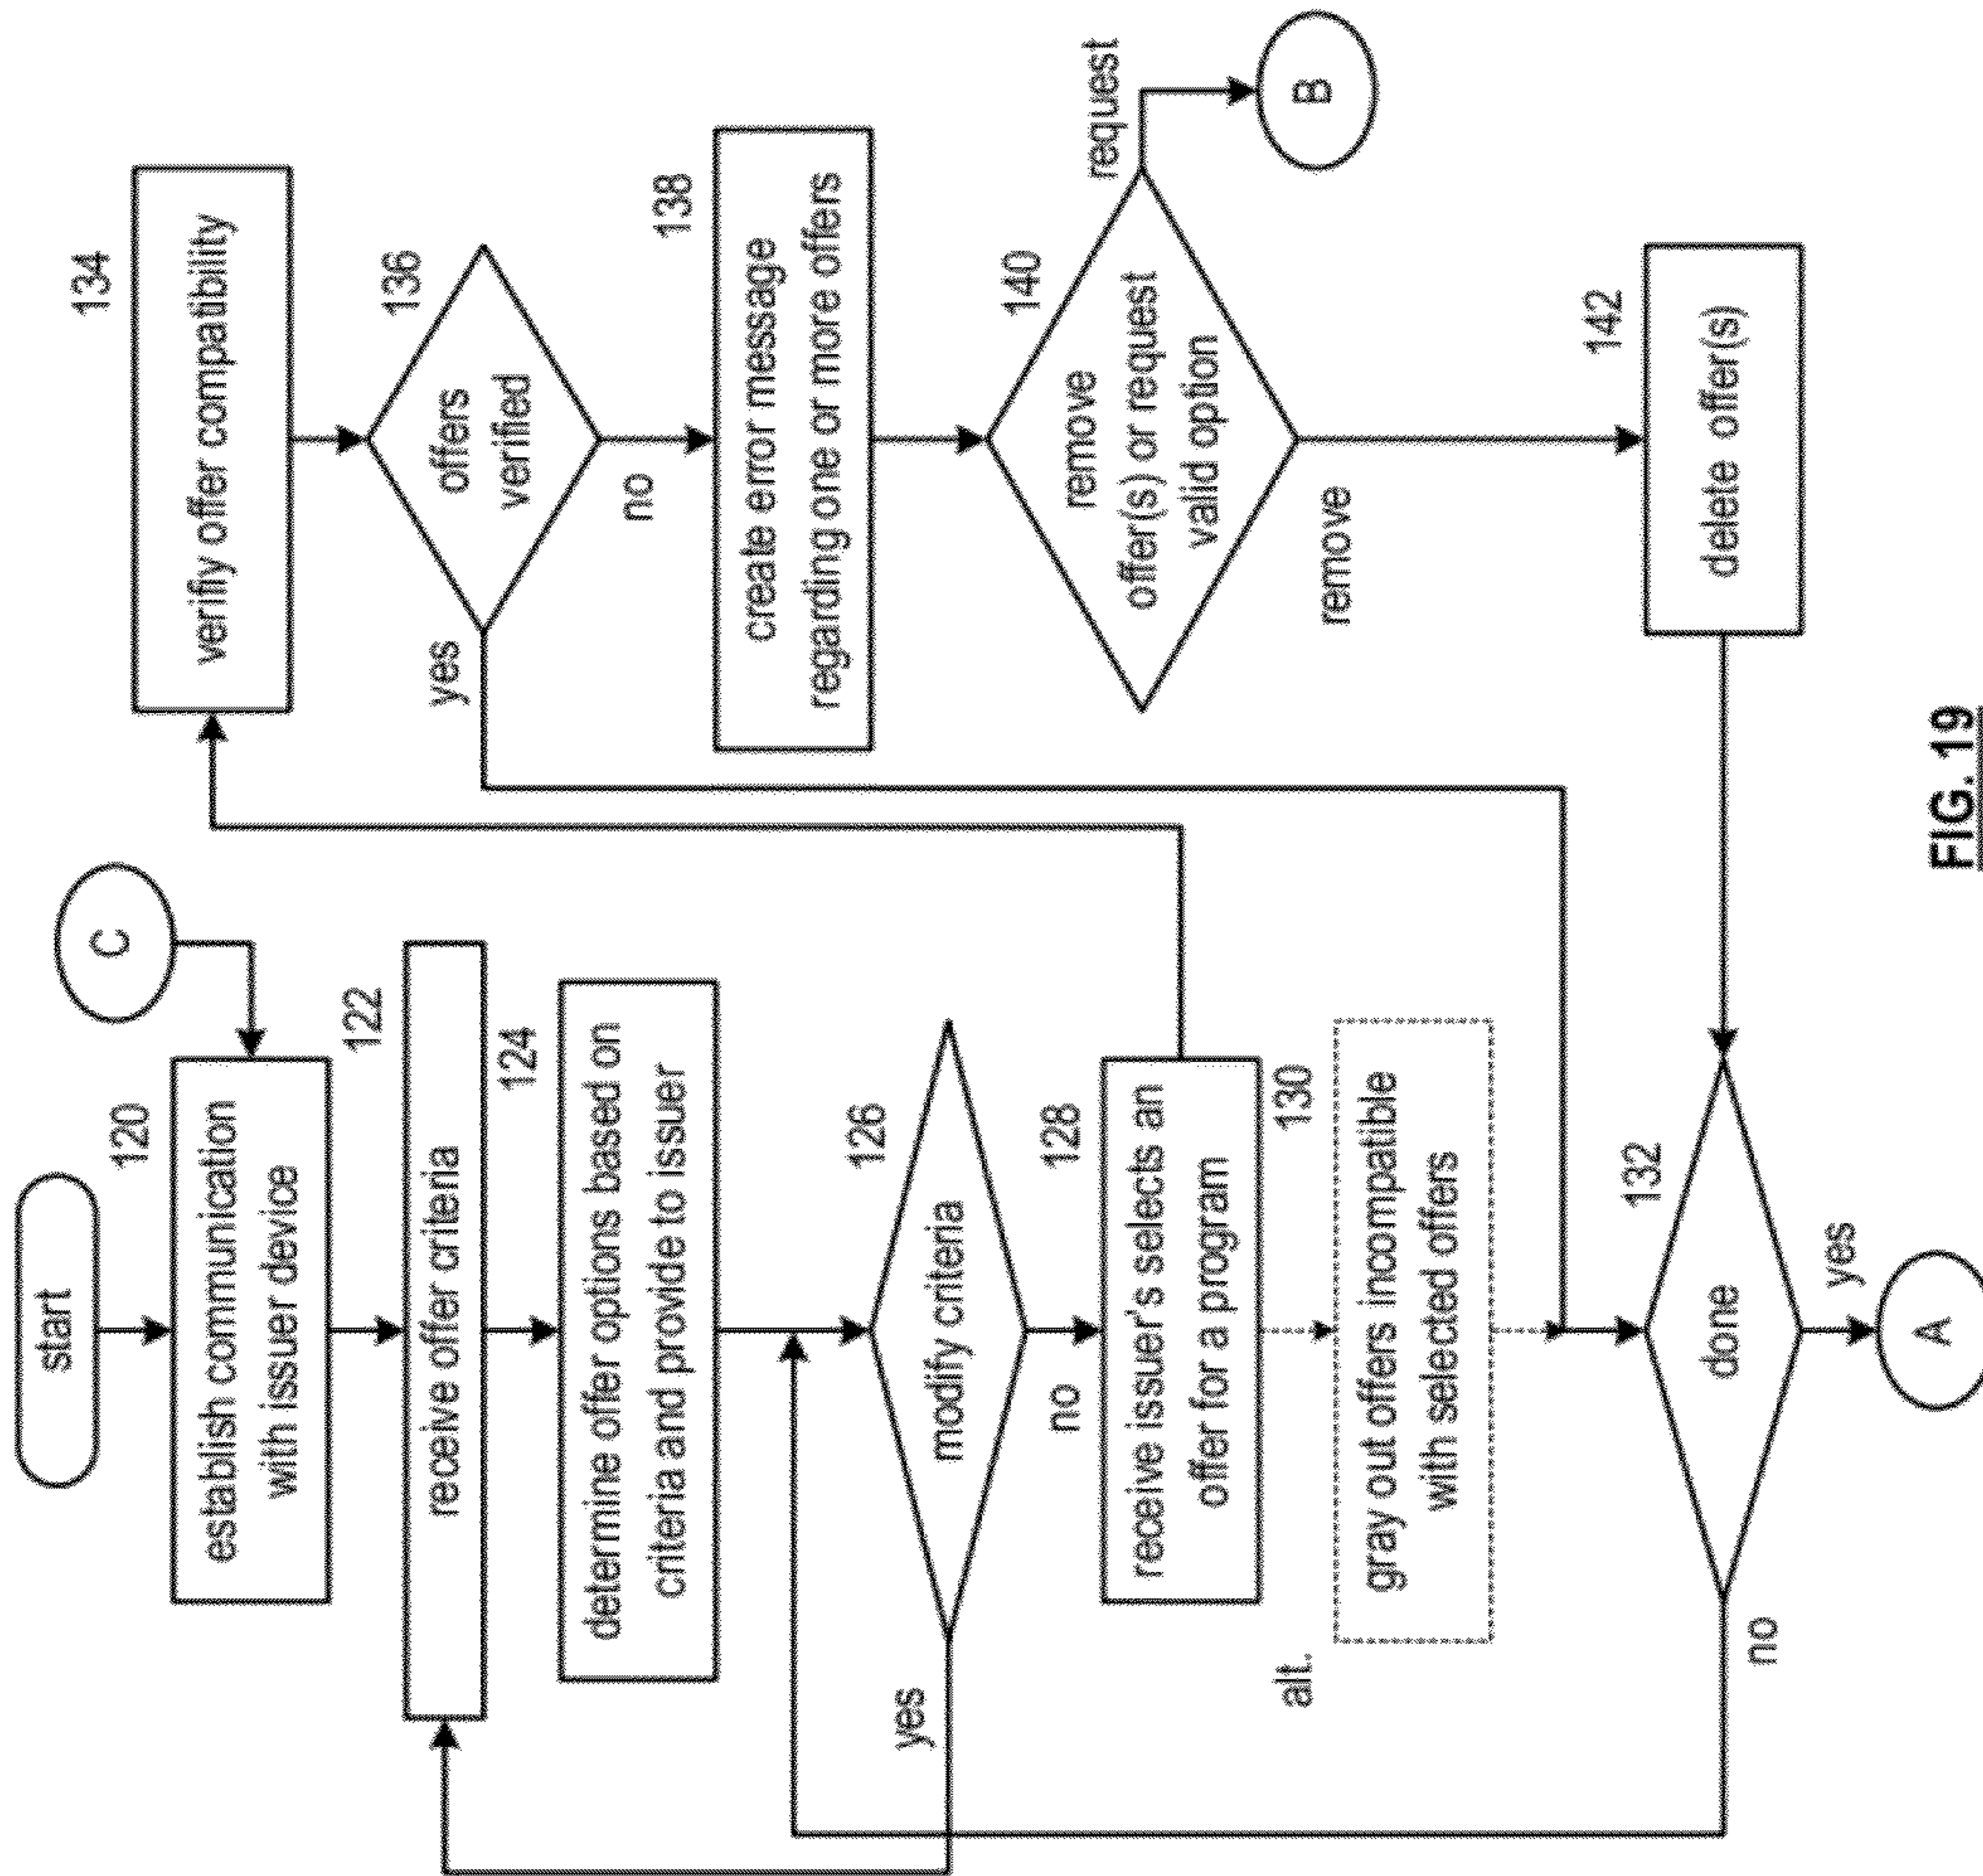 start
120
establish communication
with issuer device
C
122
receive offer criteria
124
determine offer options based on
criteria and provide to issuer
126
modify criteria
yes
no
128
receive issuer's selects an
offer for a program
130
alt.
gray out offers incompatible
with selected offers
132
done
no
yes
A
134
verifiy offer compatibility
136
offers
verified
yes
no
138
create error message
regarding one or more offers
140
remove
offer(s) or request
valid option
request
B
remove
142
delete offer(s)
FIG. 19